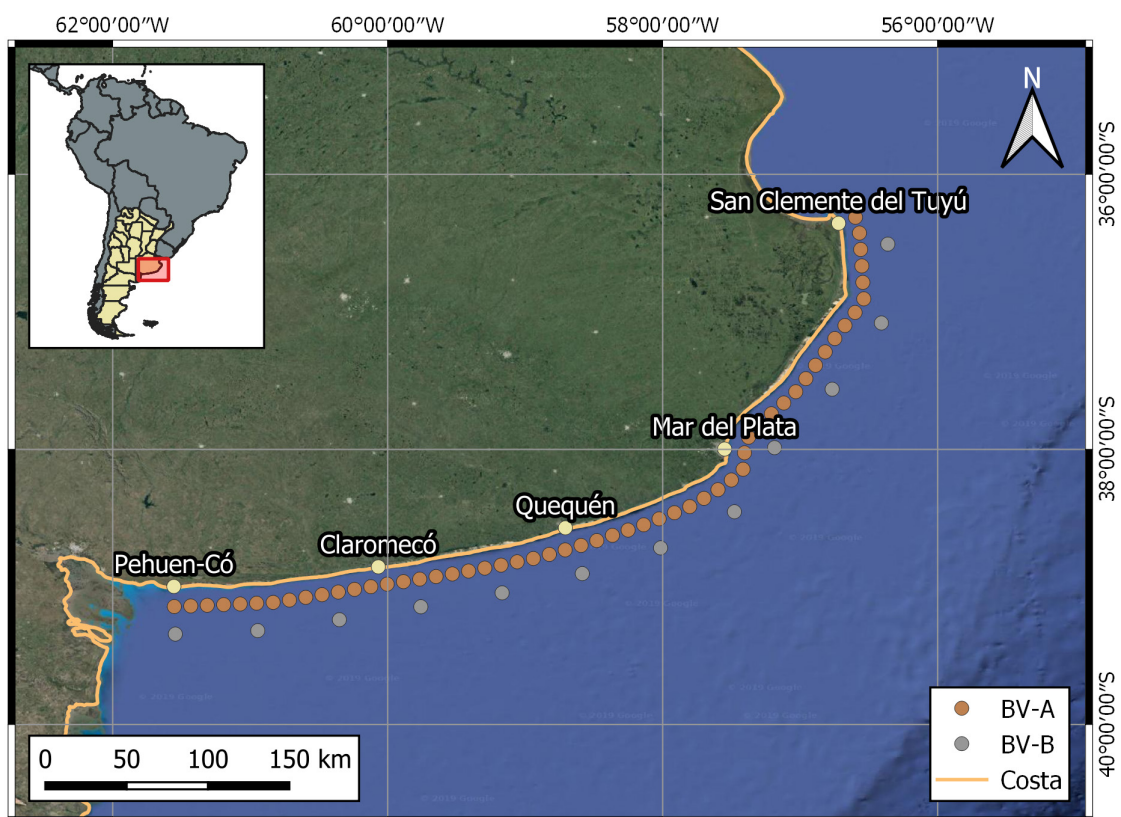 62°00′00″W 60°00′00″W 58°00′00″W 56°00′00″W
N
36°00′00″S
San Clemente del Tuyú
Mar del Plata
38°00′00″S
Quequén
Claromecó
Pehuen-Có
BV-A
BV-B
Costa
0 50 100 150 km
40°00′00″S